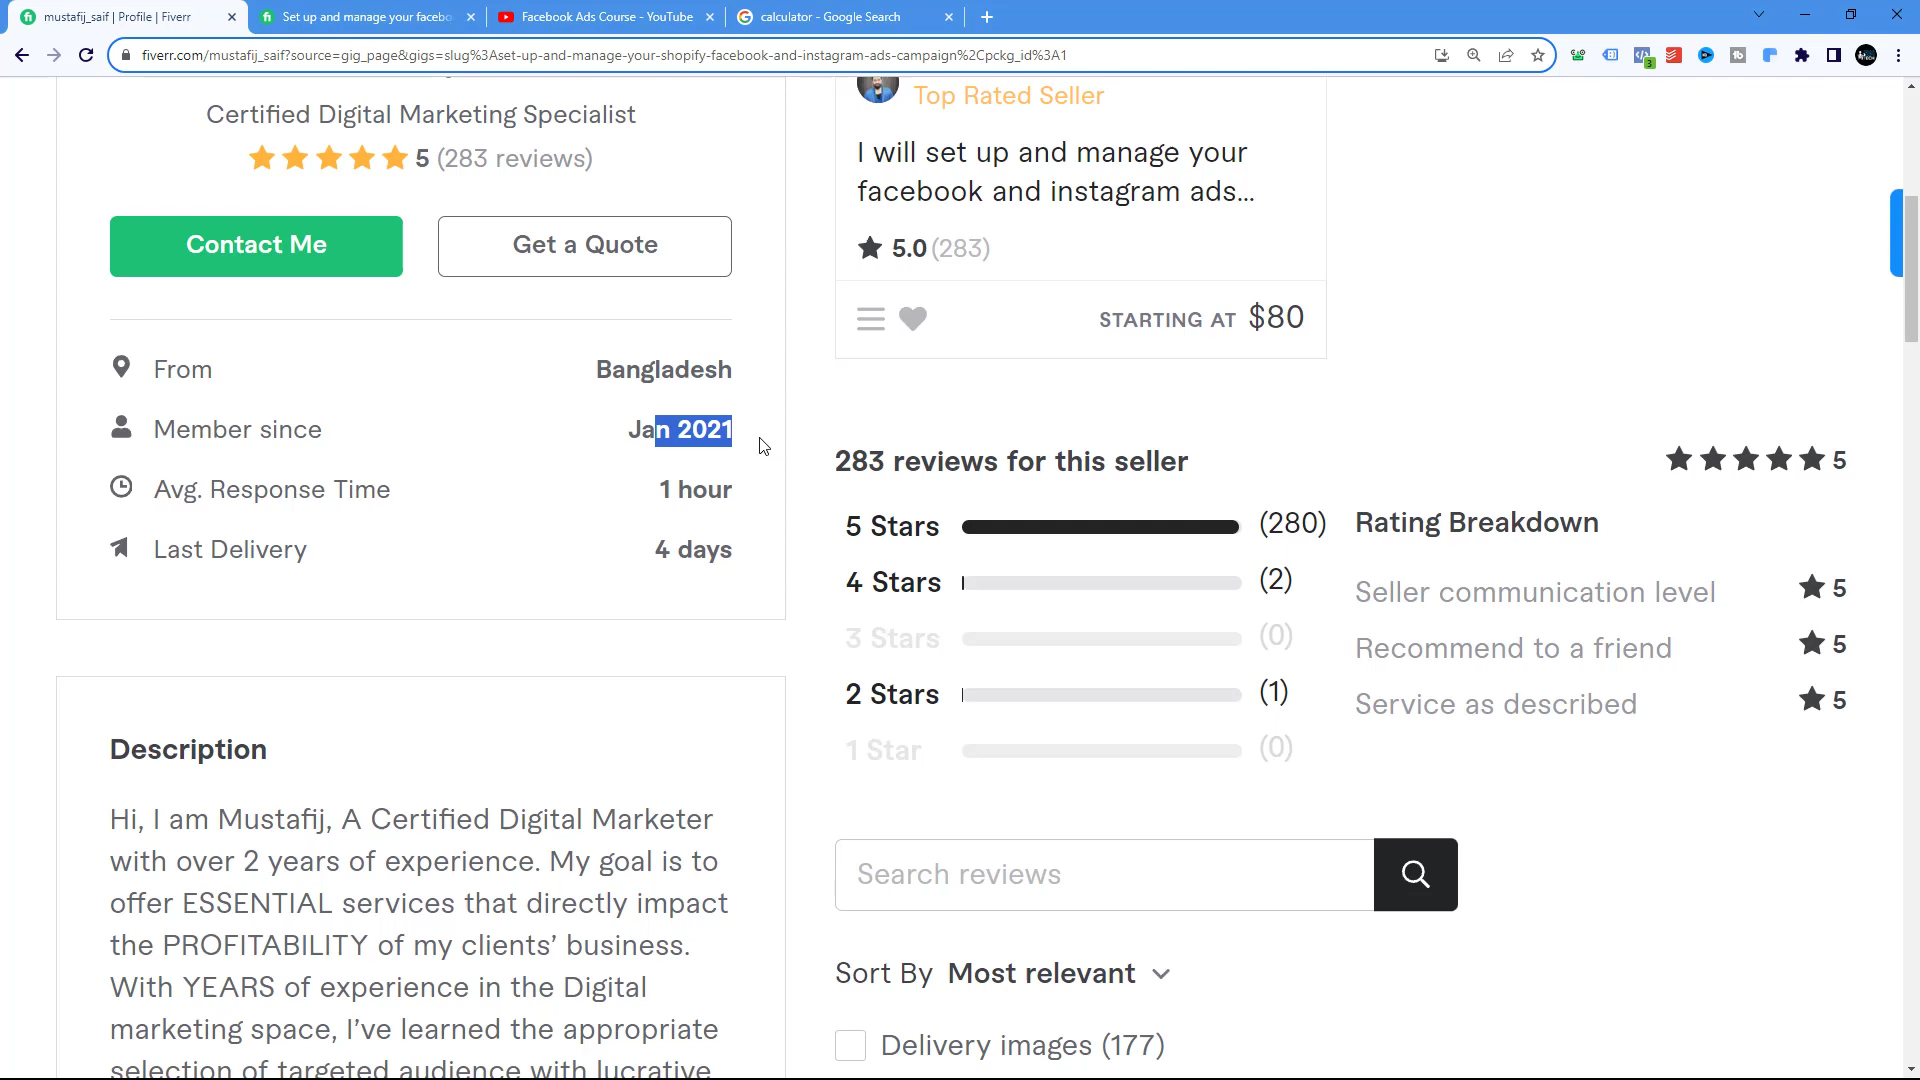 mustafij_saif | Profile | Fiverr
Set up and manage your facebo
Facebook Ads Course - YouTube
calculator - Google Search
fiverr.com/mustafij_saif?source=gig_page&gigs=slug%3Aset-up-and-manage-your-shopify-facebook-and-instagram-ads-campaign%2Cpckg_id%3A1
Certified Digital Marketing Specialist
5 (283 reviews)
Contact Me
Get a Quote
From Bangladesh
Member since Jan 2021
Avg. Response Time 1 hour
Last Delivery 4 days
Description
Hi, I am Mustafij, A Certified Digital Marketer
with over 2 years of experience. My goal is to
offer ESSENTIAL services that directly impact
the PROFITABILITY of my clients’ business.
With YEARS of experience in the Digital
marketing space, I’ve learned the appropriate
selection of targeted audience with lucrative
Top Rated Seller
I will set up and manage your
facebook and instagram ads...
5.0 (283)
STARTING AT $80
283 reviews for this seller
5
5 Stars (280)
4 Stars (2)
3 Stars (0)
2 Stars (1)
1 Star (0)
Rating Breakdown
Seller communication level 5
Recommend to a friend 5
Service as described 5
Search reviews
Sort By Most relevant
Delivery images (177)